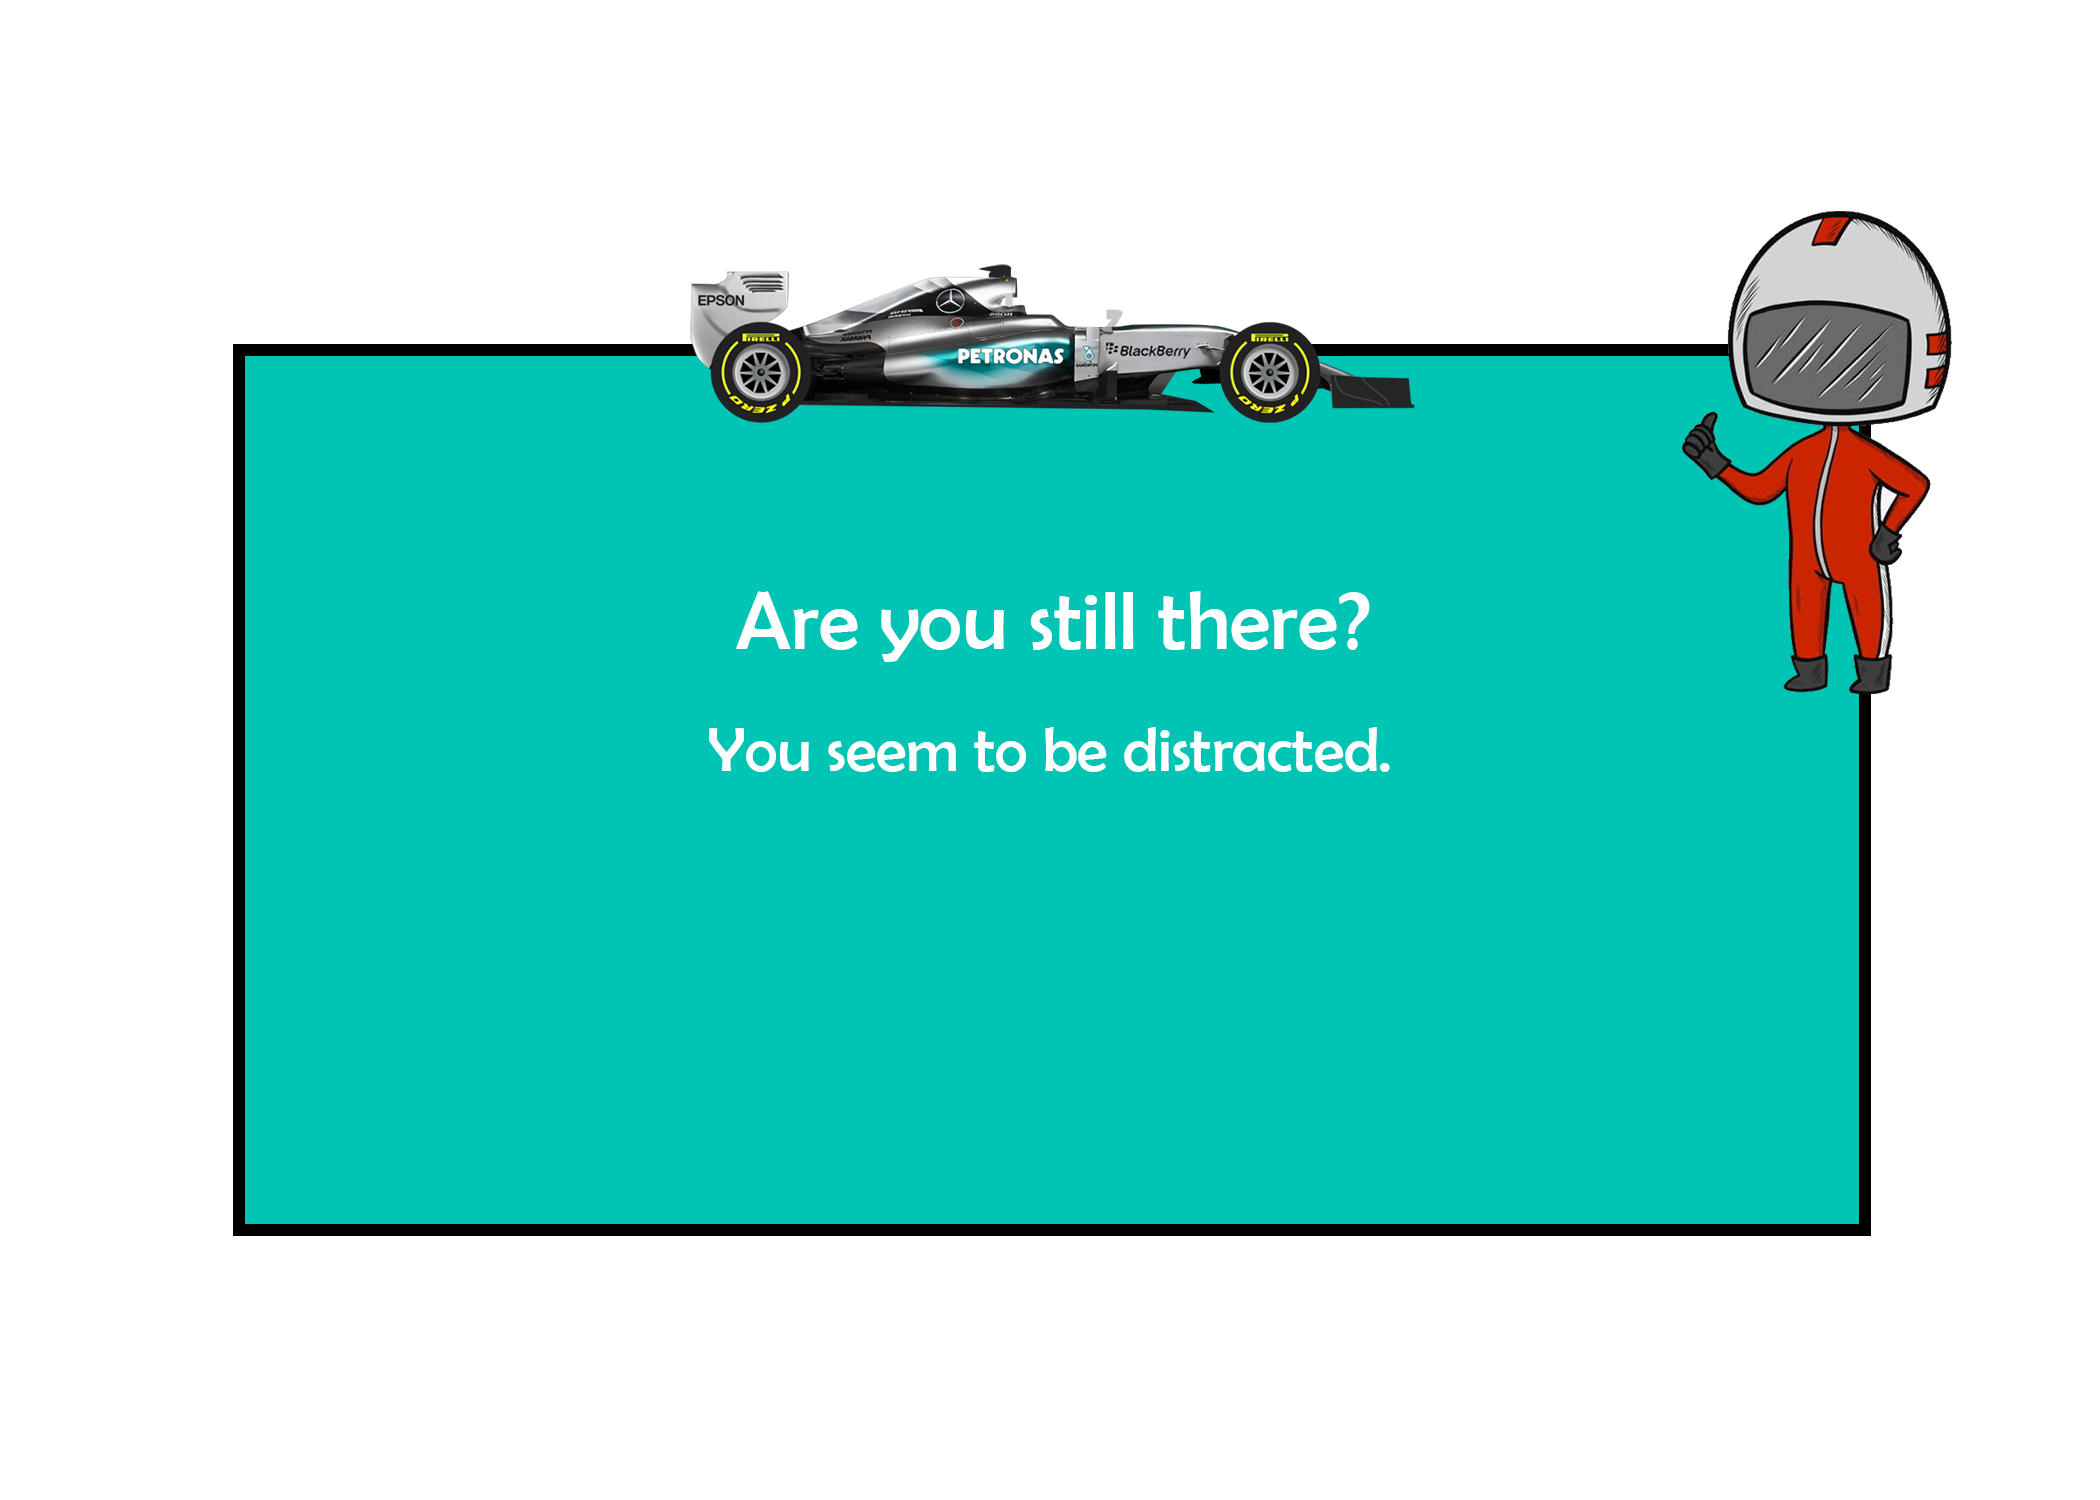 EPSON
PIRELLI
P ZERO
PETRONAS
BlackBerry
PIRELLI
P ZERO
Are you still there?
You seem to be distracted.